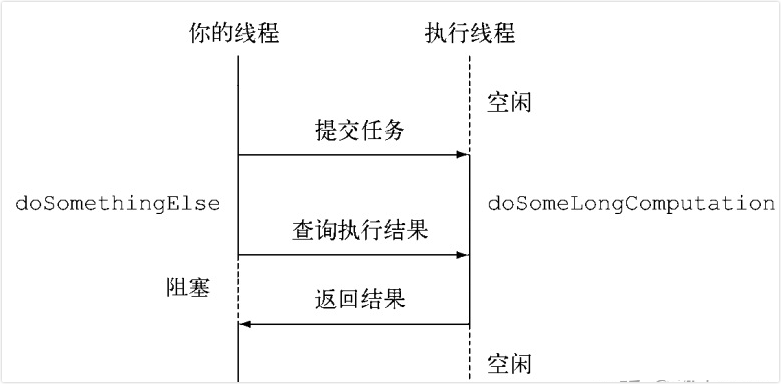 你的线程 执行线程
空闲
提交任务
doSomethingElse doSomeLongComputation
查询执行结果
阻塞
返回结果
空闲